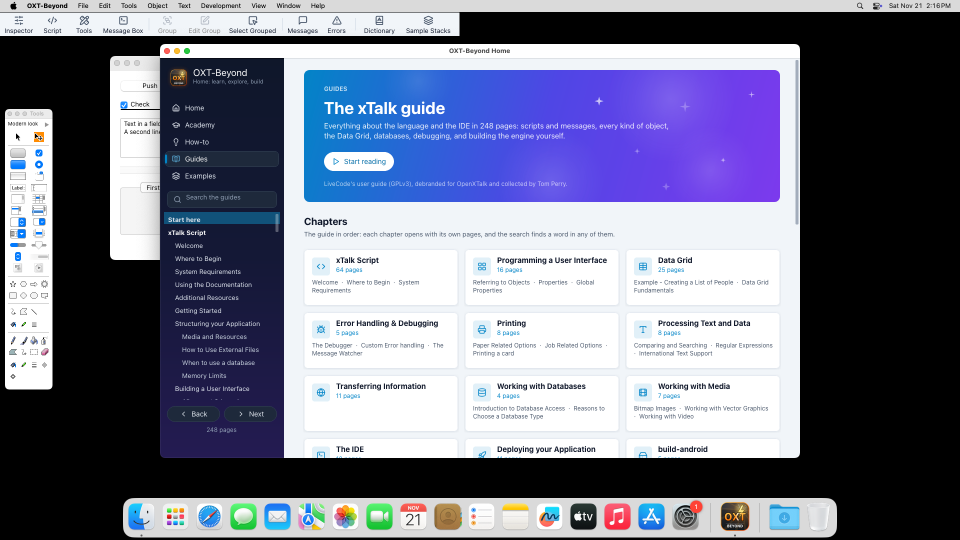 OXT-Beyond File Edit Tools Object Text Development View Window Help
Sat Nov 21 2:16 PM
Inspector Script Tools Message Box Group Edit Group Select Grouped Messages Errors Dictionary Sample Stacks
OXT-Beyond Home
Push
Check
Text in a field
A second line
First
Tools
Modern look
Label
OXT-Beyond
Home: learn, explore, build
Home
Academy
How-to
Guides
Examples
Search the guides
Start here
xTalk Script
Welcome
Where to Begin
System Requirements
Using the Documentation
Additional Resources
Getting Started
Structuring your Application
Media and Resources
How to Use External Files
When to use a database
Memory Limits
Building a User Interface
Back Next
248 pages
GUIDES
The xTalk guide
Everything about the language and the IDE in 248 pages: scripts and messages, every kind of object,
the Data Grid, databases, debugging, and building the engine yourself.
Start reading
LiveCode's user guide (GPLv3), debranded for OpenXTalk and collected by Tom Perry.
Chapters
The guide in order: each chapter opens with its own pages, and the search finds a word in any of them.
xTalk Script
64 pages
Welcome · Where to Begin · System
Requirements
Programming a User Interface
16 pages
Referring to Objects · Properties · Global
Properties
Data Grid
25 pages
Example - Creating a List of People · Data Grid
Fundamentals
Error Handling & Debugging
5 pages
The Debugger · Custom Error handling · The
Message Watcher
Printing
8 pages
Paper Related Options · Job Related Options ·
Printing a card
Processing Text and Data
6 pages
Comparing and Searching · Regular Expressions
· International Text Support
Transferring Information
11 pages
Working with Databases
4 pages
Introduction to Database Access · Reasons to
Choose a Database Type
Working with Media
7 pages
Bitmap Images · Working with Vector Graphics
· Working with Video
The IDE
Deploying your Application
build-android
NOV
21
tv
1
OXT
BEYOND